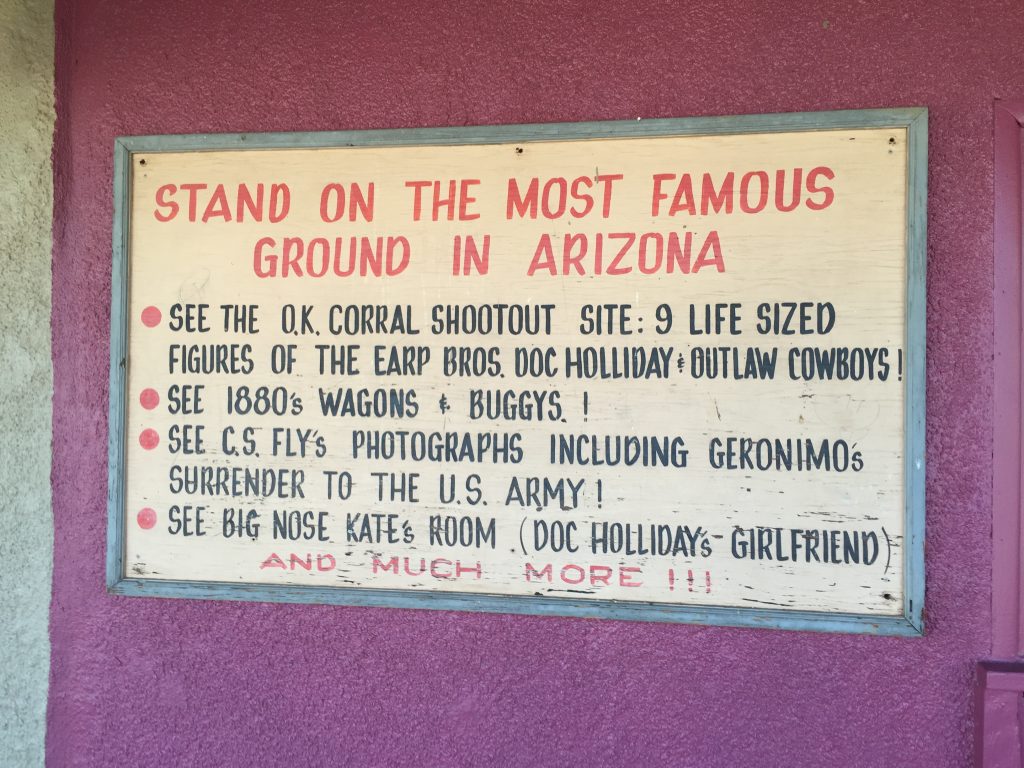 STAND ON THE MOST FAMOUS
GROUND IN ARIZONA
SEE THE O.K. CORRAL SHOOTOUT SITE: 9 LIFE SIZED
FIGURES OF THE EARP BROS. DOC HOLLIDAY & OUTLAW COWBOYS!
SEE 1880's WAGONS & BUGGYS. !
SEE C.S. FLY's PHOTOGRAPHS INCLUDING GERONIMO's
SURRENDER TO THE U.S. ARMY!
SEE BIG NOSE KATE's ROOM (DOC HOLLIDAY's GIRLFRIEND)
AND MUCH MORE !!!